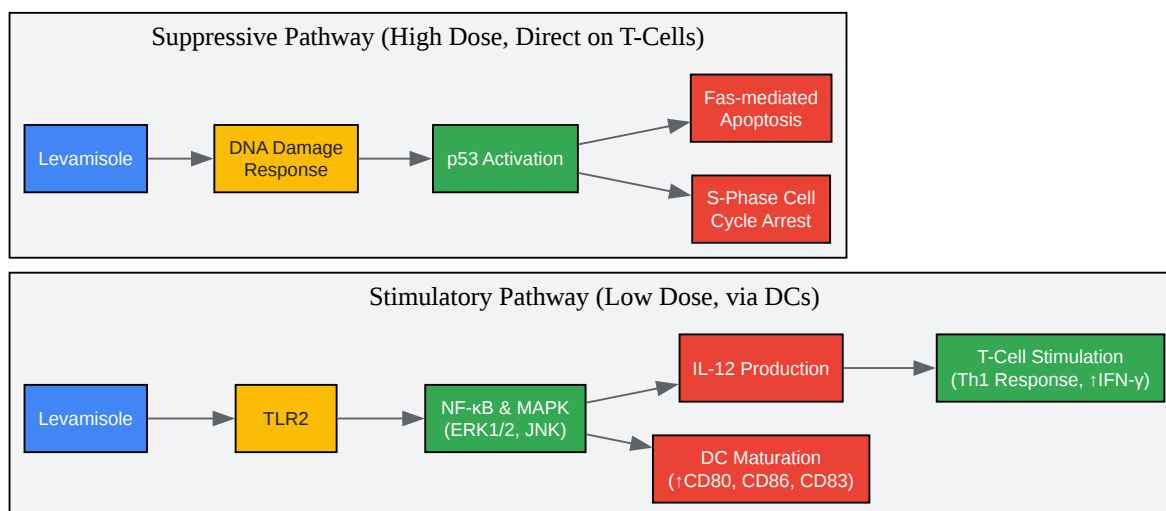 Suppressive Pathway (High Dose, Direct on T-Cells)
Levamisole
DNA Damage
Response
p53 Activation
Fas-mediated
Apoptosis
S-Phase Cell
Cycle Arrest
Stimulatory Pathway (Low Dose, via DCs)
Levamisole
TLR2
NF-κB & MAPK
(ERK1/2, JNK)
IL-12 Production
T-Cell Stimulation
(Th1 Response, ↑IFN-γ)
DC Maturation
(↑CD80, CD86, CD83)